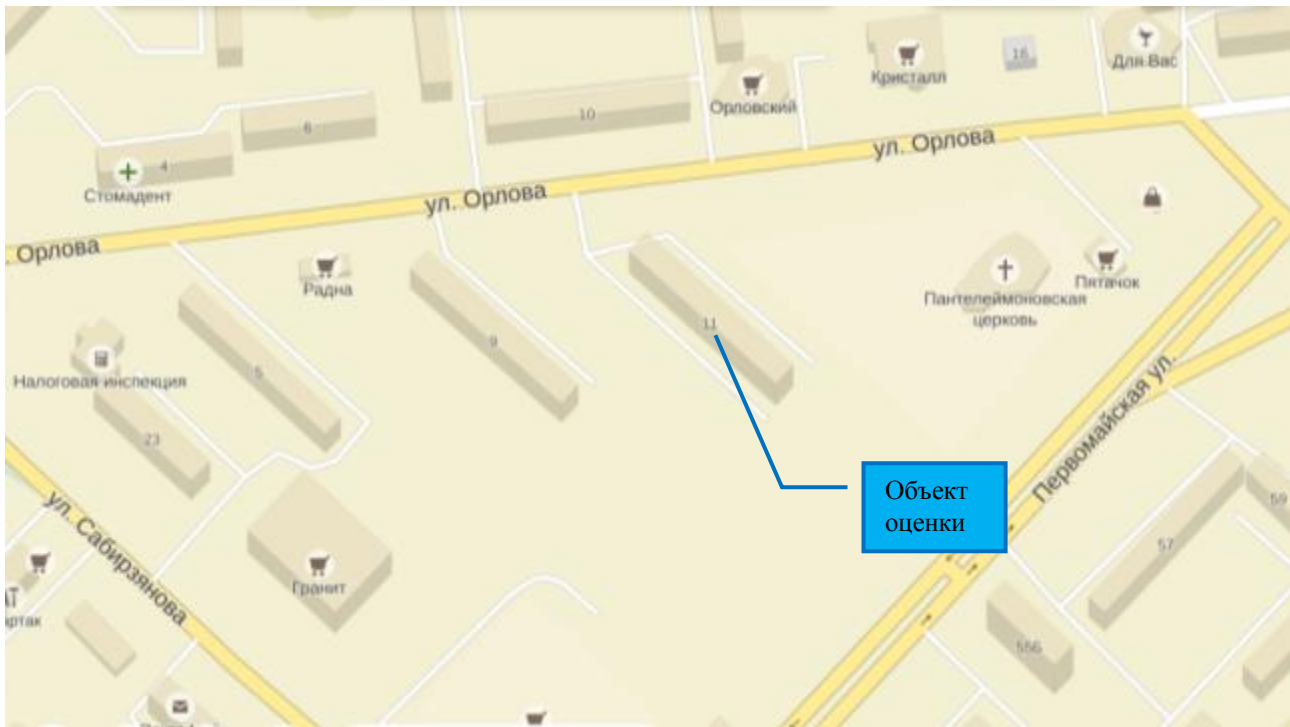 16
Для Вас
Кристалл
Орловский
10
6
4
Стомадент
ул. Орлова
ул. Орлова
Орлова
Радна
Пятачок
Пантелеймоновская
церковь
11
9
5
Налоговая инспекция
23
Первомайская ул.
Объект
оценки
59
57
ул. Сабирзянова
Гранит
55б